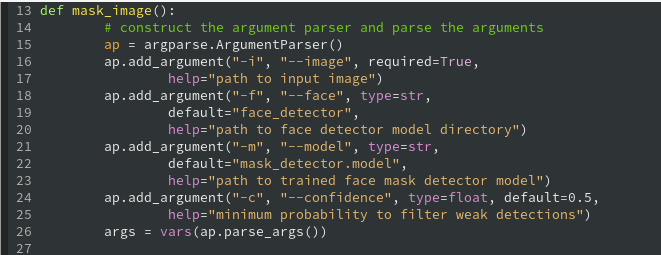 13 def mask_image():
14         # construct the argument parser and parse the arguments
15         ap = argparse.ArgumentParser()
16         ap.add_argument("-i", "--image", required=True,
17                 help="path to input image")
18         ap.add_argument("-f", "--face", type=str,
19                 default="face_detector",
20                 help="path to face detector model directory")
21         ap.add_argument("-m", "--model", type=str,
22                 default="mask_detector.model",
23                 help="path to trained face mask detector model")
24         ap.add_argument("-c", "--confidence", type=float, default=0.5,
25                 help="minimum probability to filter weak detections")
26         args = vars(ap.parse_args())
27